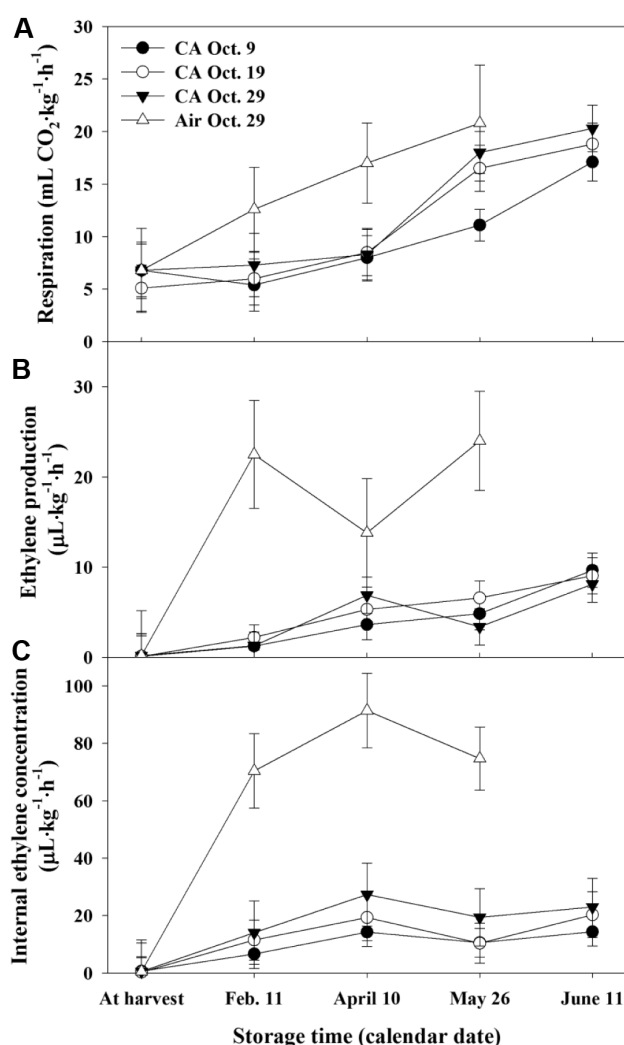 A
30
CA Oct. 9
CA Oct. 19
CA Oct. 29
Air Oct. 29
25
20
15
10
5
0
Respiration (mL CO₂·kg⁻¹·h⁻¹)
B
30
20
10
0
Ethylene production
(μL·kg⁻¹·h⁻¹)
C
100
80
60
40
20
0
Internal ethylene concentration
(μL·kg⁻¹·h⁻¹)
At harvest Feb. 11 April 10 May 26 June 11
Storage time (calendar date)